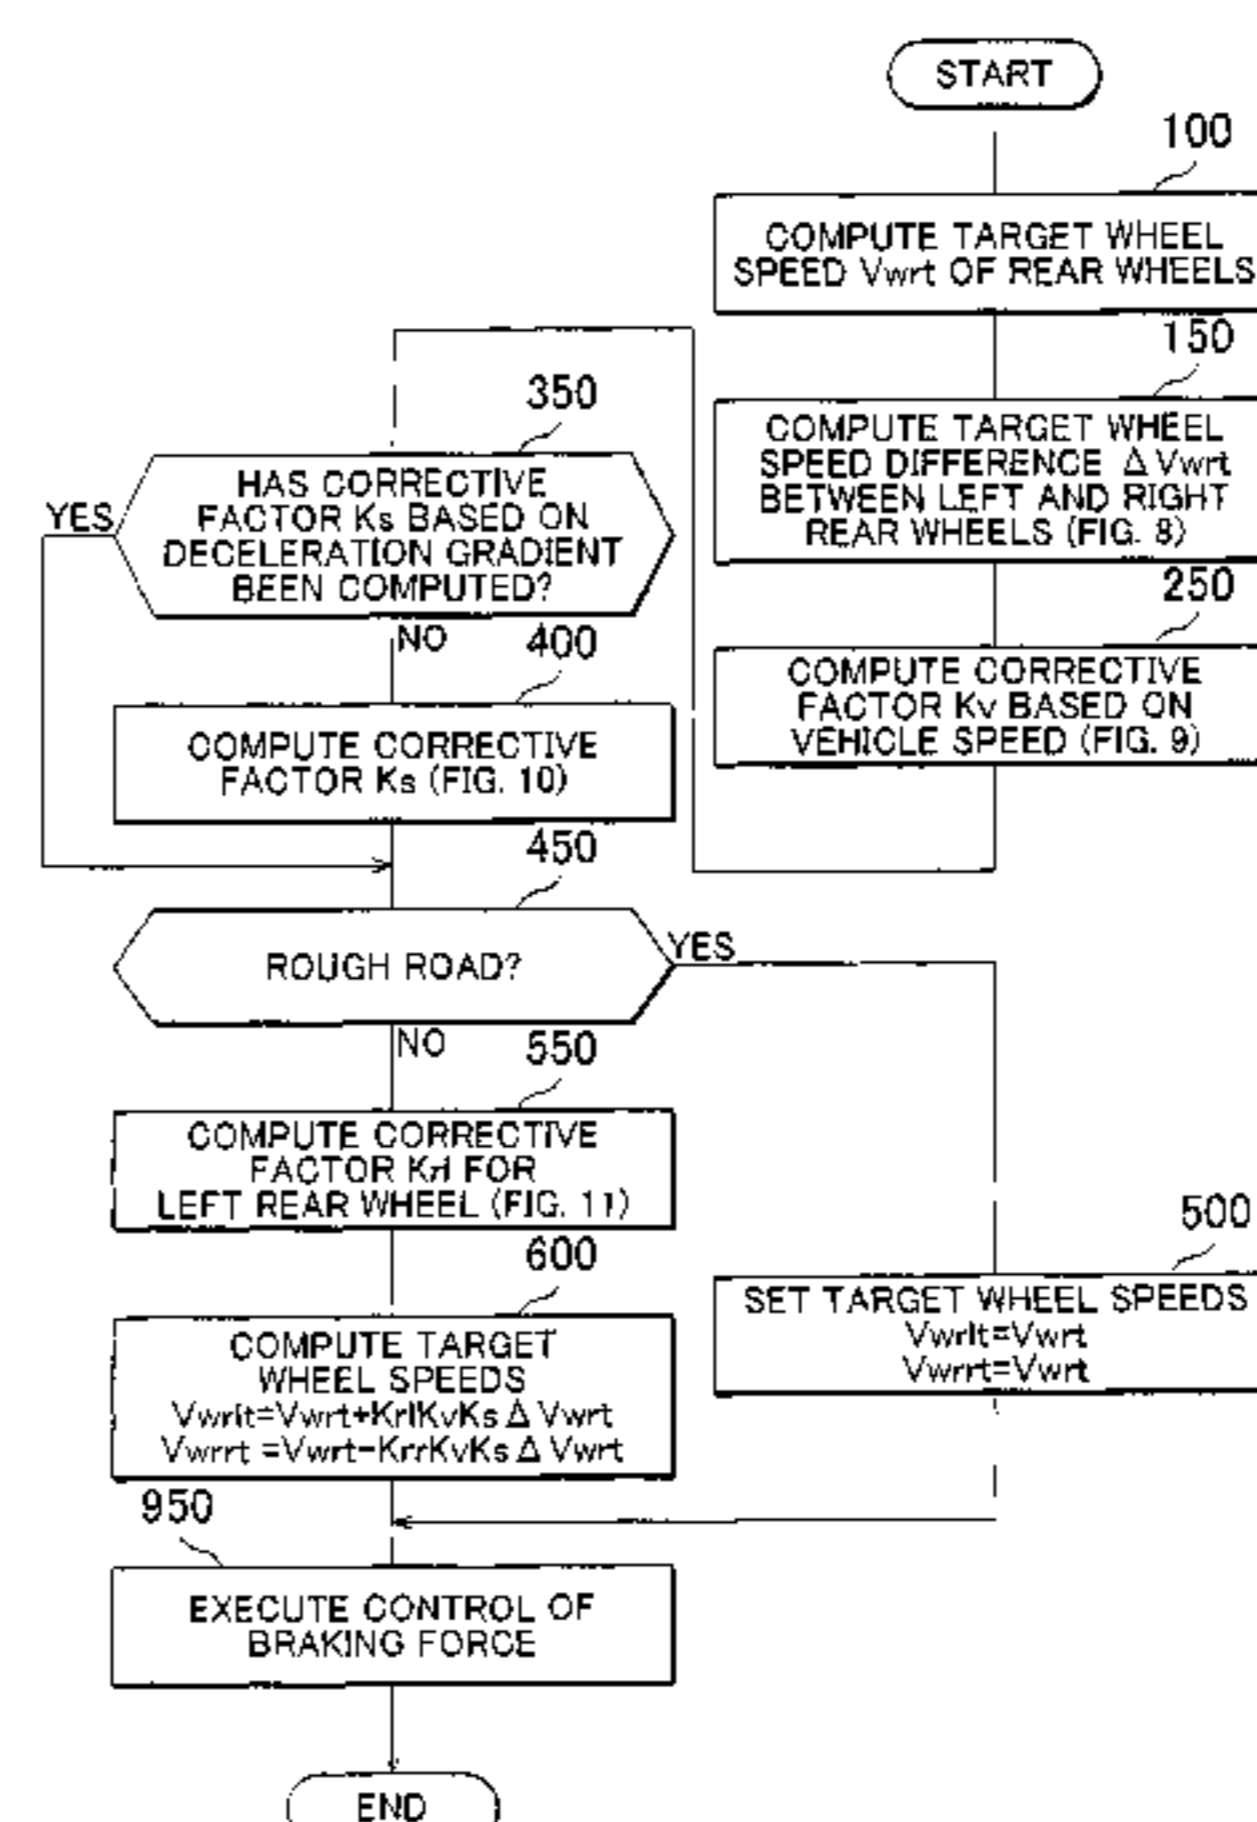 START
100
COMPUTE TARGET WHEEL
SPEED Vwrt OF REAR WHEELS
150
COMPUTE TARGET WHEEL
SPEED DIFFERENCE Δ Vwrt
BETWEEN LEFT AND RIGHT
REAR WHEELS (FIG. 8)
250
COMPUTE CORRECTIVE
FACTOR Kv BASED ON
VEHICLE SPEED (FIG. 9)
350
HAS CORRECTIVE
FACTOR Ks BASED ON
DECELERATION GRADIENT
BEEN COMPUTED?
YES
NO
400
COMPUTE CORRECTIVE
FACTOR Ks (FIG. 10)
450
ROUGH ROAD?
YES
NO
550
COMPUTE CORRECTIVE
FACTOR Krl FOR
LEFT REAR WHEEL (FIG. 11)
500
SET TARGET WHEEL SPEEDS
Vwrlt=Vwrt
Vwrrt=Vwrt
600
COMPUTE TARGET
WHEEL SPEEDS
Vwrlt=Vwrt+KrlKvKs Δ Vwrt
Vwrrt =Vwrt-KrrKvKs Δ Vwrt
950
EXECUTE CONTROL OF
BRAKING FORCE
END